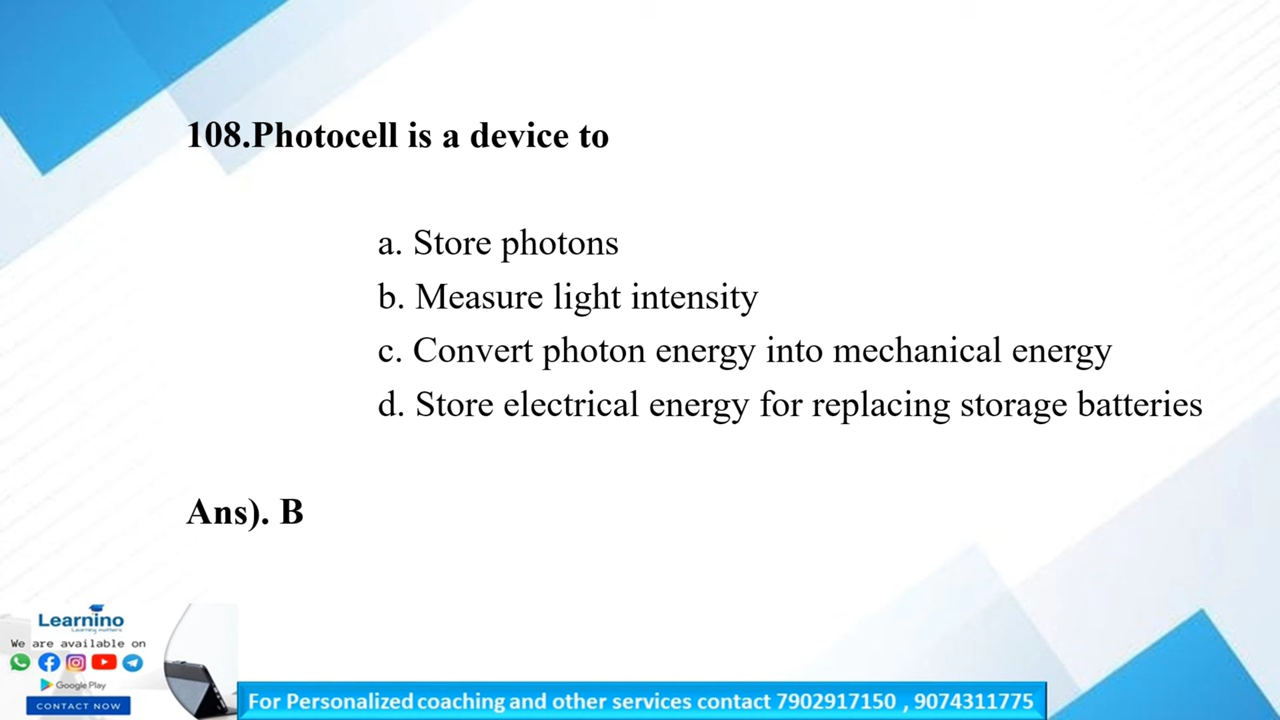 108.Photocell is a device to
a. Store photons
b. Measure light intensity
c. Convert photon energy into mechanical energy
d. Store electrical energy for replacing storage batteries
Ans). B
Learnino
Learning matters
We are available on
Google Play
CONTACT NOW
For Personalized coaching and other services contact 7902917150 , 9074311775